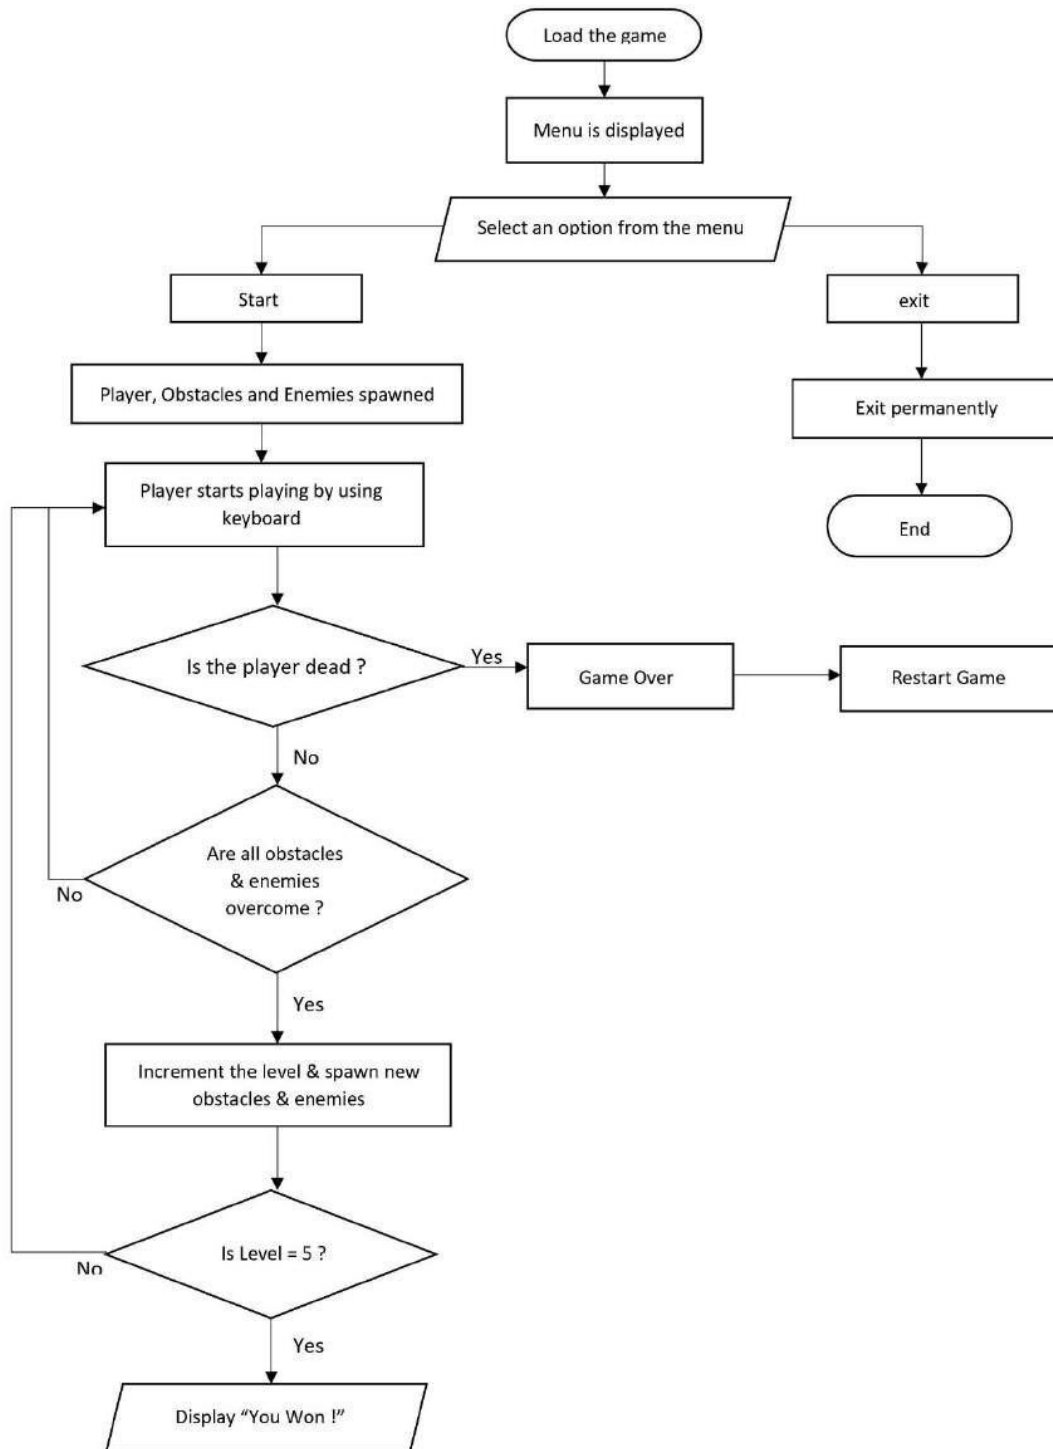 Load the game
Menu is displayed
Select an option from the menu
Start
exit
Player, Obstacles and Enemies spawned
Exit permanently
Player starts playing by using
keyboard
End
Is the player dead ?
Yes
Game Over
Restart Game
No
Are all obstacles
& enemies
overcome ?
No
Yes
Increment the level & spawn new
obstacles & enemies
Is Level = 5 ?
No
Yes
Display “You Won !”